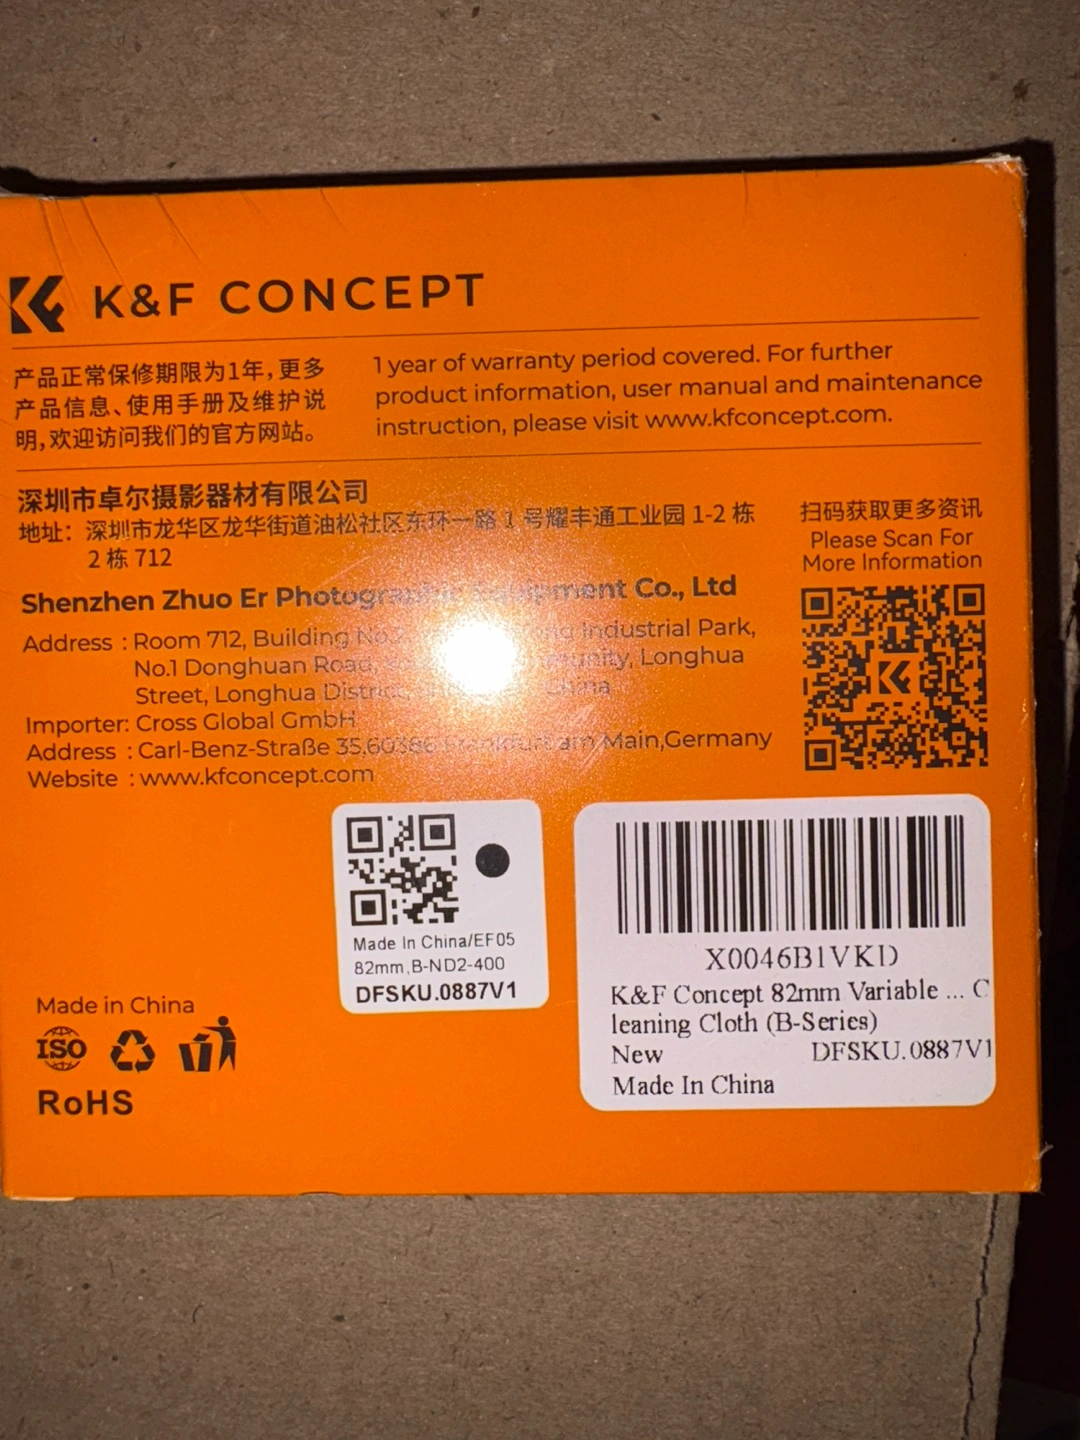 K&F CONCEPT
产品正常保修期限为1年，更多
产品信息、使用手册及维护说
明，欢迎访问我们的官方网站。
1 year of warranty period covered. For further
product information, user manual and maintenance
instruction, please visit www.kfconcept.com.
深圳市卓尔摄影器材有限公司
地址：深圳市龙华区龙华街道油松社区东环一路 1 号耀丰通工业园 1-2 栋
2 栋 712
Shenzhen Zhuo Er Photographic Equipment Co., Ltd
Address : Room 712, Building Industrial Park,
No.1 Donghuan Road, Longhua
Street, Longhua District, China
Importer: Cross Global GmbH
Address : Carl-Benz-Straße 35,60386 Frankfurt am Main,Germany
Website : www.kfconcept.com
扫码获取更多资讯
Please Scan For
More Information
Made In China/EF05
82mm,B-ND2-400
DFSKU.0887V1
X0046B1VKD
K&F Concept 82mm Variable ... C
leaning Cloth (B-Series)
New DFSKU.0887V1
Made In China
Made in China
ISO
RoHS